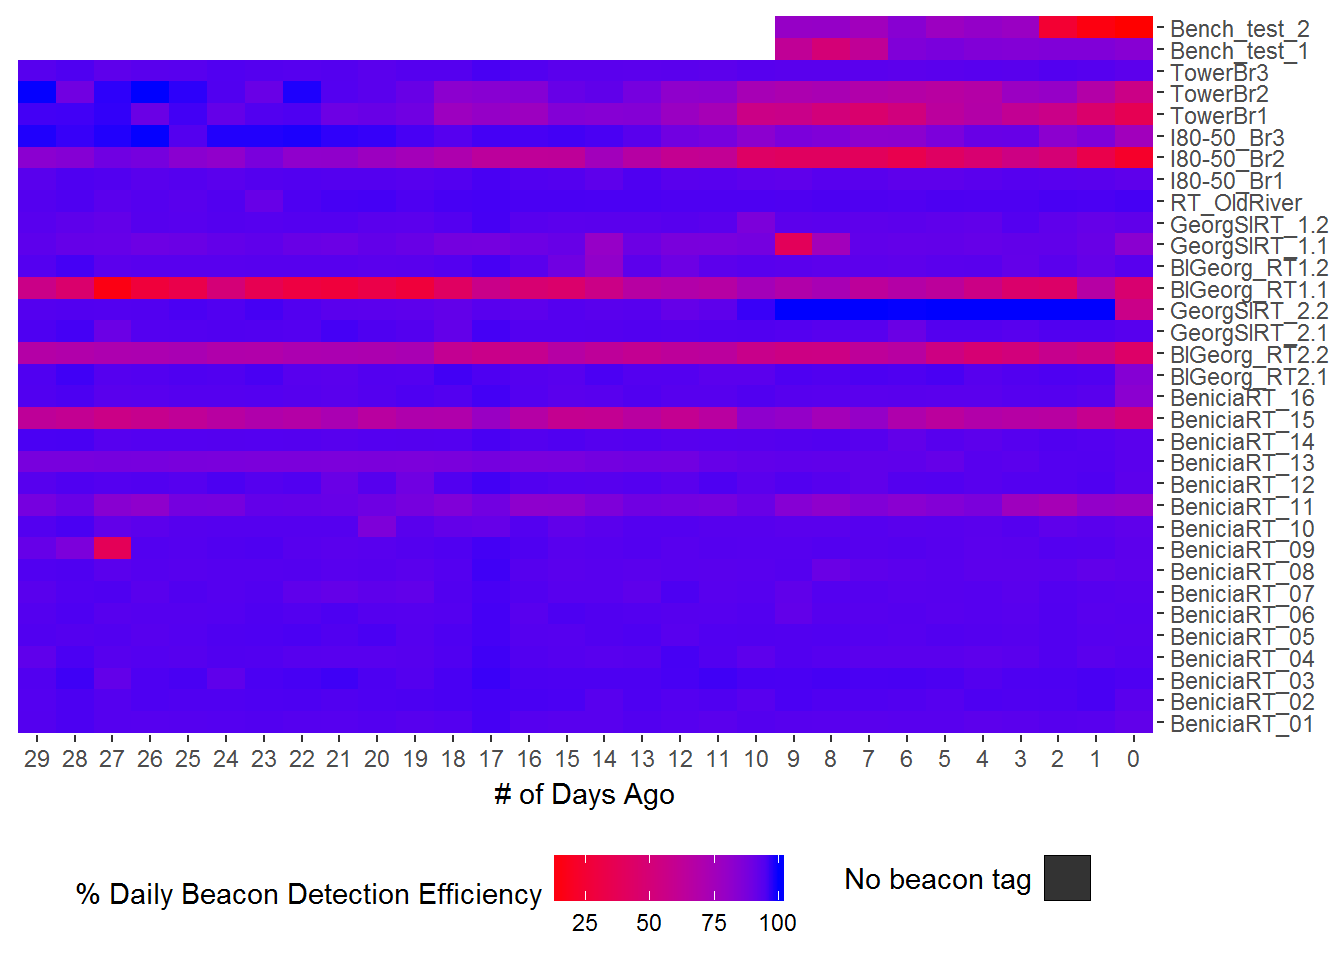 Bench_test_2
Bench_test_1
TowerBr3
TowerBr2
TowerBr1
I80-50_Br3
I80-50_Br2
I80-50_Br1
RT_OldRiver
GeorgSlRT_1.2
GeorgSlRT_1.1
BlGeorg_RT1.2
BlGeorg_RT1.1
GeorgSlRT_2.2
GeorgSlRT_2.1
BlGeorg_RT2.2
BlGeorg_RT2.1
BeniciaRT_16
BeniciaRT_15
BeniciaRT_14
BeniciaRT_13
BeniciaRT_12
BeniciaRT_11
BeniciaRT_10
BeniciaRT_09
BeniciaRT_08
BeniciaRT_07
BeniciaRT_06
BeniciaRT_05
BeniciaRT_04
BeniciaRT_03
BeniciaRT_02
BeniciaRT_01
29 28 27 26 25 24 23 22 21 20 19 18 17 16 15 14 13 12 11 10 9 8 7 6 5 4 3 2 1 0
# of Days Ago
% Daily Beacon Detection Efficiency
25 50 75 100
No beacon tag